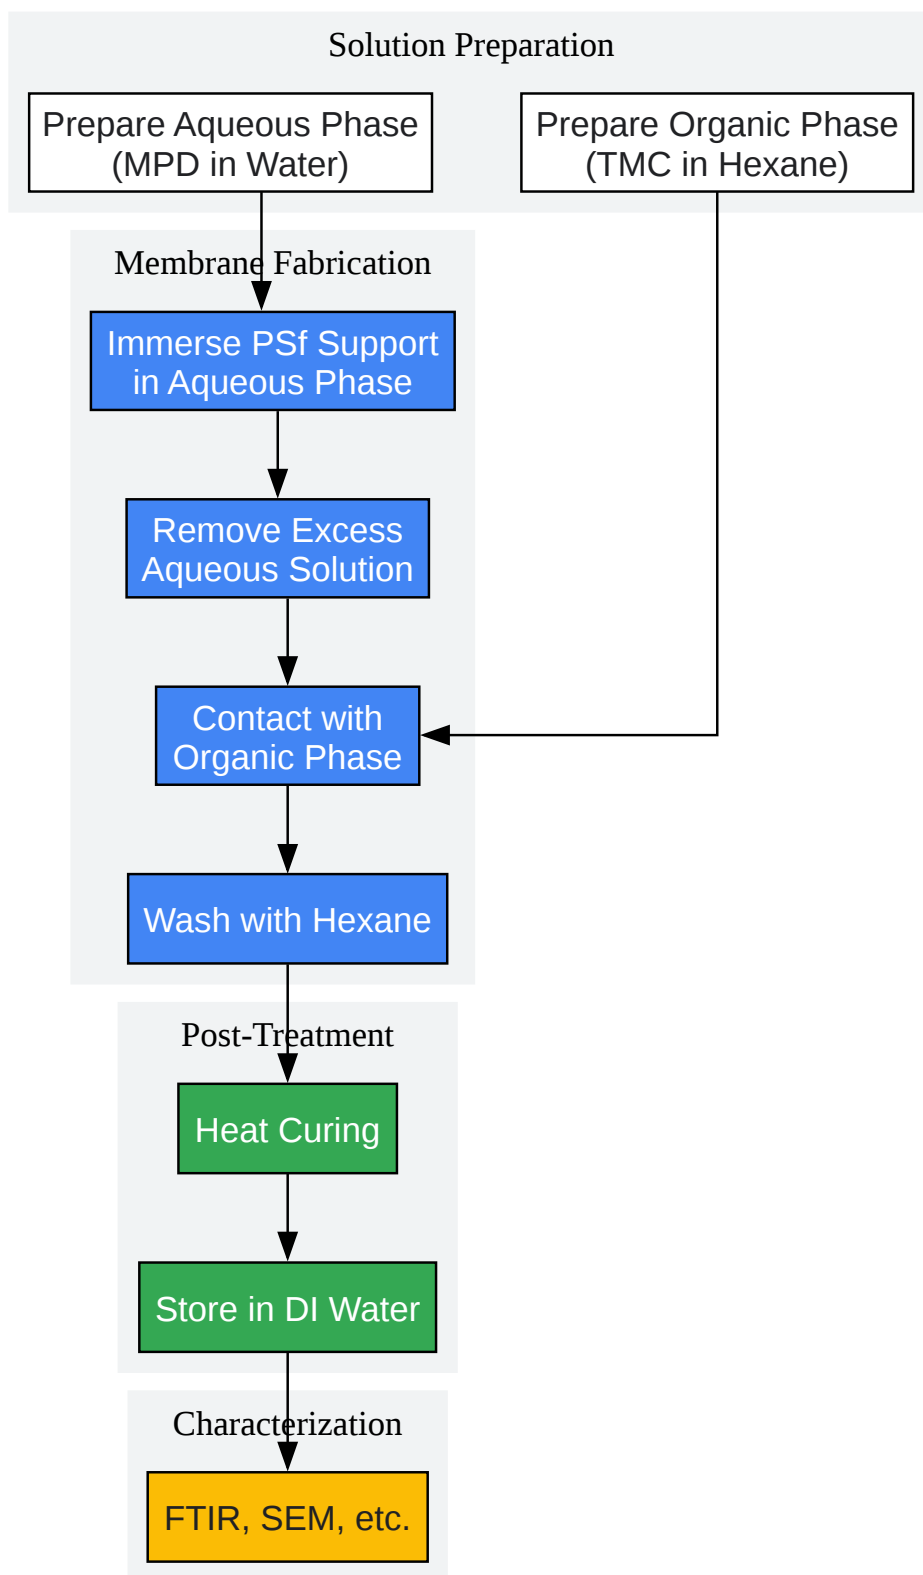 Solution Preparation
Prepare Aqueous Phase
(MPD in Water)
Prepare Organic Phase
(TMC in Hexane)
Membrane Fabrication
Immerse PSf Support
in Aqueous Phase
Remove Excess
Aqueous Solution
Contact with
Organic Phase
Wash with Hexane
Post-Treatment
Heat Curing
Store in DI Water
Characterization
FTIR, SEM, etc.